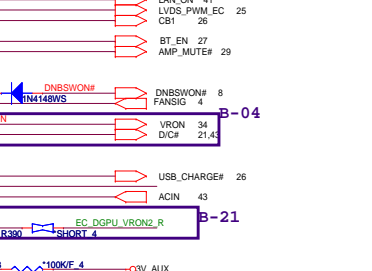 LAN_ON 41
LVDS_PWM_EC 25
CB1 26
BT_EN 27
AMP_MUTE# 29
DNBSWON# DNBSWON# 8
1N4148WS FANSIG 4
B-04
N VRON 34
D/C# 21,43
USB_CHARGE# 26
ACIN 43
B-21
EC_DGPU_VRON2_R
R390 *SHORT_4
*100K/F_4 3V_AUX